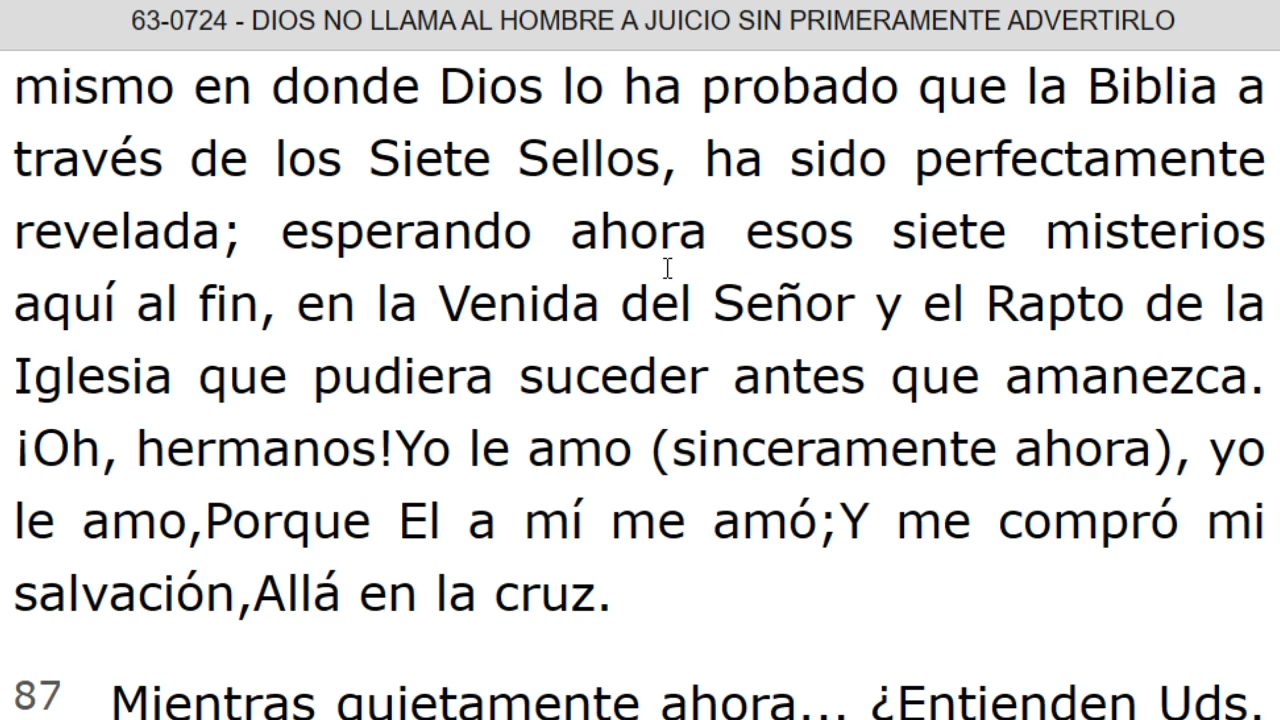 63-0724 - DIOS NO LLAMA AL HOMBRE A JUICIO SIN PRIMERAMENTE ADVERTIRLO
mismo en donde Dios lo ha probado que la Biblia a
través de los Siete Sellos, ha sido perfectamente
revelada; esperando ahora esos siete misterios
aquí al fin, en la Venida del Señor y el Rapto de la
Iglesia que pudiera suceder antes que amanezca.
¡Oh, hermanos!Yo le amo (sinceramente ahora), yo
le amo,Porque El a mí me amó;Y me compró mi
salvación,Allá en la cruz.
87 Mientras quietamente ahora... ¿Entienden Uds.